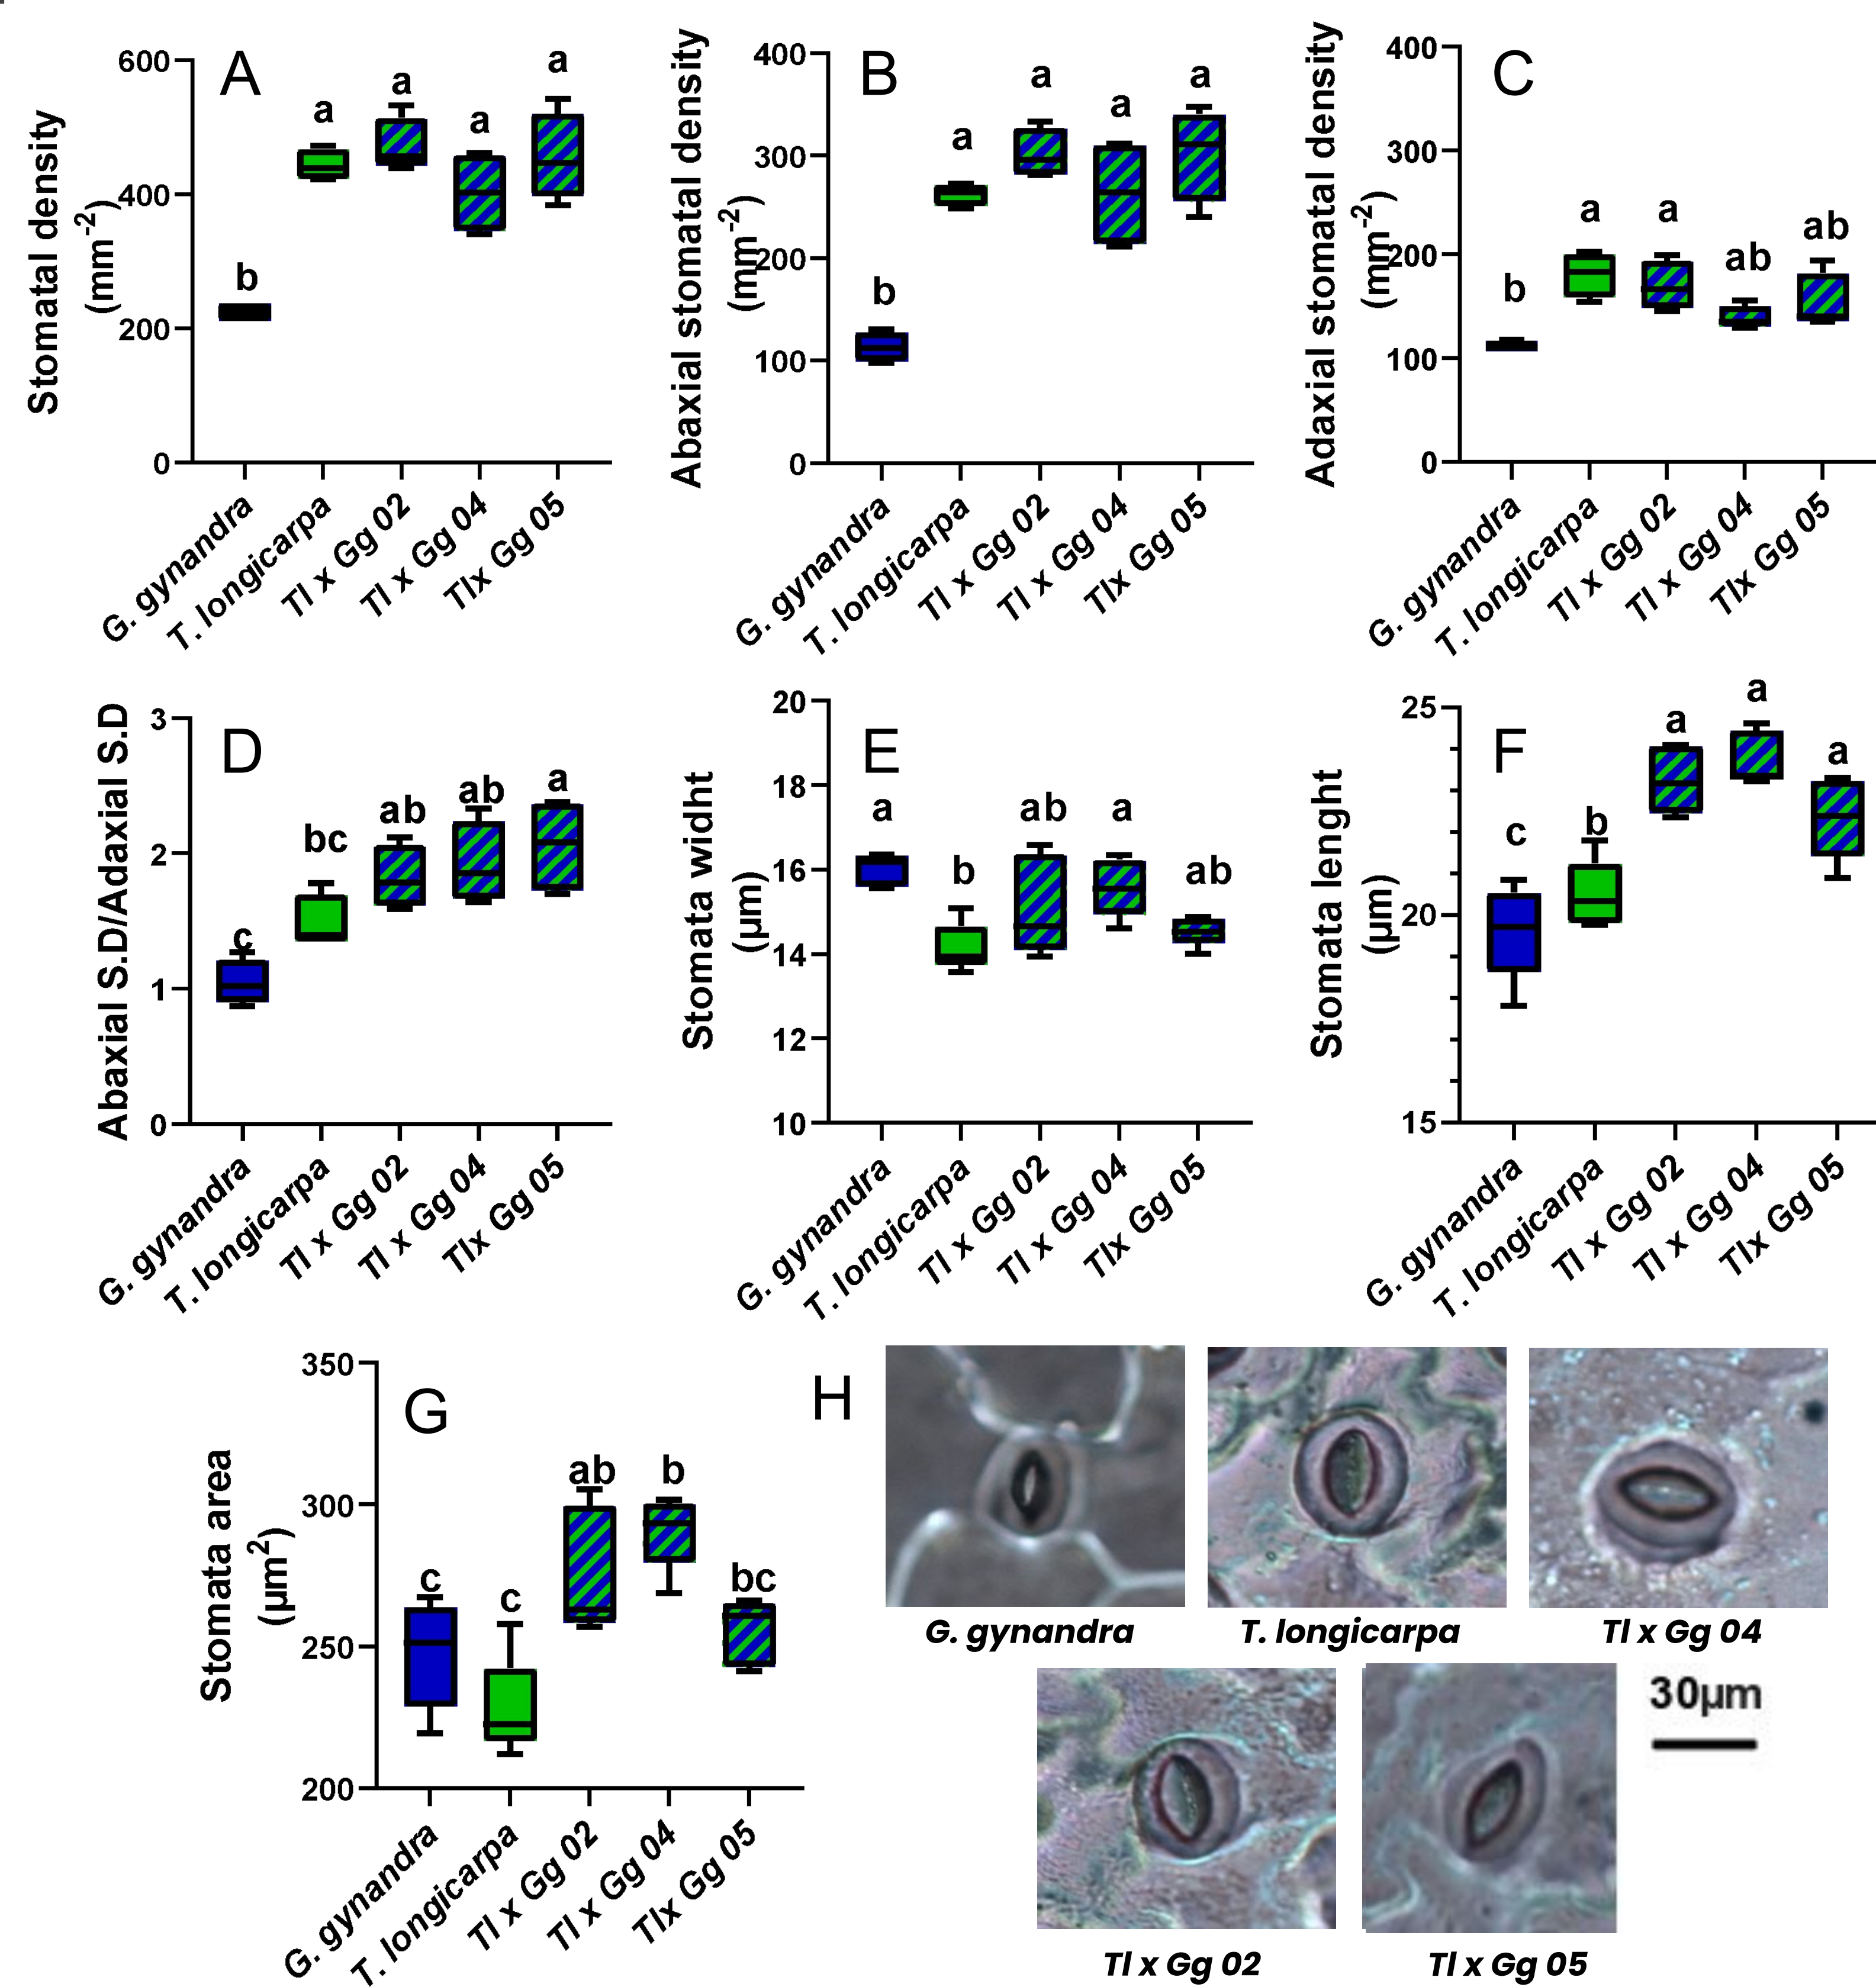 A
Stomatal density
(mm-2)
600
400
200
0
b
a
a
a
a
G. gynandra
T. longicarpa
Tl x Gg 02
Tl x Gg 04
Tlx Gg 05
B
Abaxial stomatal density
(mm-2)
400
300
200
100
0
b
a
a
a
a
G. gynandra
T. longicarpa
Tl x Gg 02
Tl x Gg 04
Tlx Gg 05
C
Adaxial stomatal density
(mm-2)
400
300
200
100
0
b
a
a
ab
ab
G. gynandra
T. longicarpa
Tl x Gg 02
Tl x Gg 04
Tlx Gg 05
D
Abaxial S.D/Adaxial S.D
3
2
1
0
c
bc
ab
ab
a
G. gynandra
T. longicarpa
Tl x Gg 02
Tl x Gg 04
Tlx Gg 05
E
Stomata widht
(µm)
20
18
16
14
12
10
a
b
ab
a
ab
G. gynandra
T. longicarpa
Tl x Gg 02
Tl x Gg 04
Tlx Gg 05
F
Stomata lenght
(µm)
25
20
15
c
b
a
a
a
G. gynandra
T. longicarpa
Tl x Gg 02
Tl x Gg 04
Tlx Gg 05
G
Stomata area
(µm2)
350
300
250
200
c
c
ab
b
bc
G. gynandra
T. longicarpa
Tl x Gg 02
Tl x Gg 04
Tlx Gg 05
H
G. gynandra
T. longicarpa
Tl x Gg 04
30µm
Tl x Gg 02
Tl x Gg 05